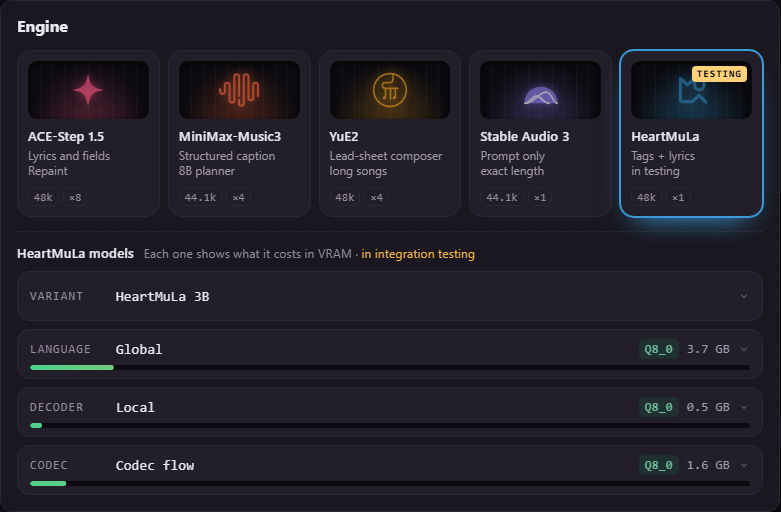 Engine
TESTING
ACE-Step 1.5
Lyrics and fields
Repaint
48k ×8
MiniMax-Music3
Structured caption
8B planner
44.1k ×4
YuE2
Lead-sheet composer
long songs
48k ×4
Stable Audio 3
Prompt only
exact length
44.1k ×1
HeartMuLa
Tags + lyrics
in testing
48k ×1
HeartMuLa models Each one shows what it costs in VRAM · in integration testing
VARIANT HeartMuLa 3B
LANGUAGE Global Q8_0 3.7 GB
DECODER Local Q8_0 0.5 GB
CODEC Codec flow Q8_0 1.6 GB